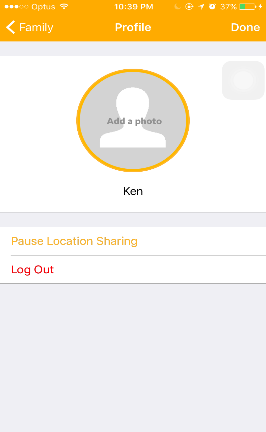 Optus 10:39 PM 37%
Family Profile Done
Add a photo
Ken
Pause Location Sharing
Log Out